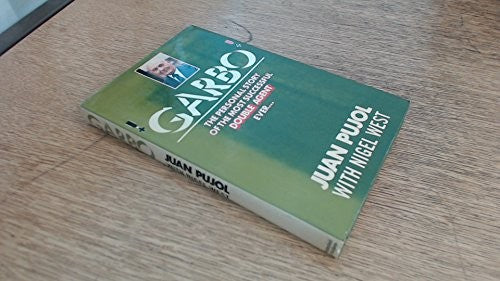 GARBO
THE PERSONAL STORY
OF THE MOST SUCCESSFUL
DOUBLE AGENT
EVER...
JUAN PUJOL
WITH NIGEL WEST
GARBO
JUAN PUJOL
WITH NIGEL WEST